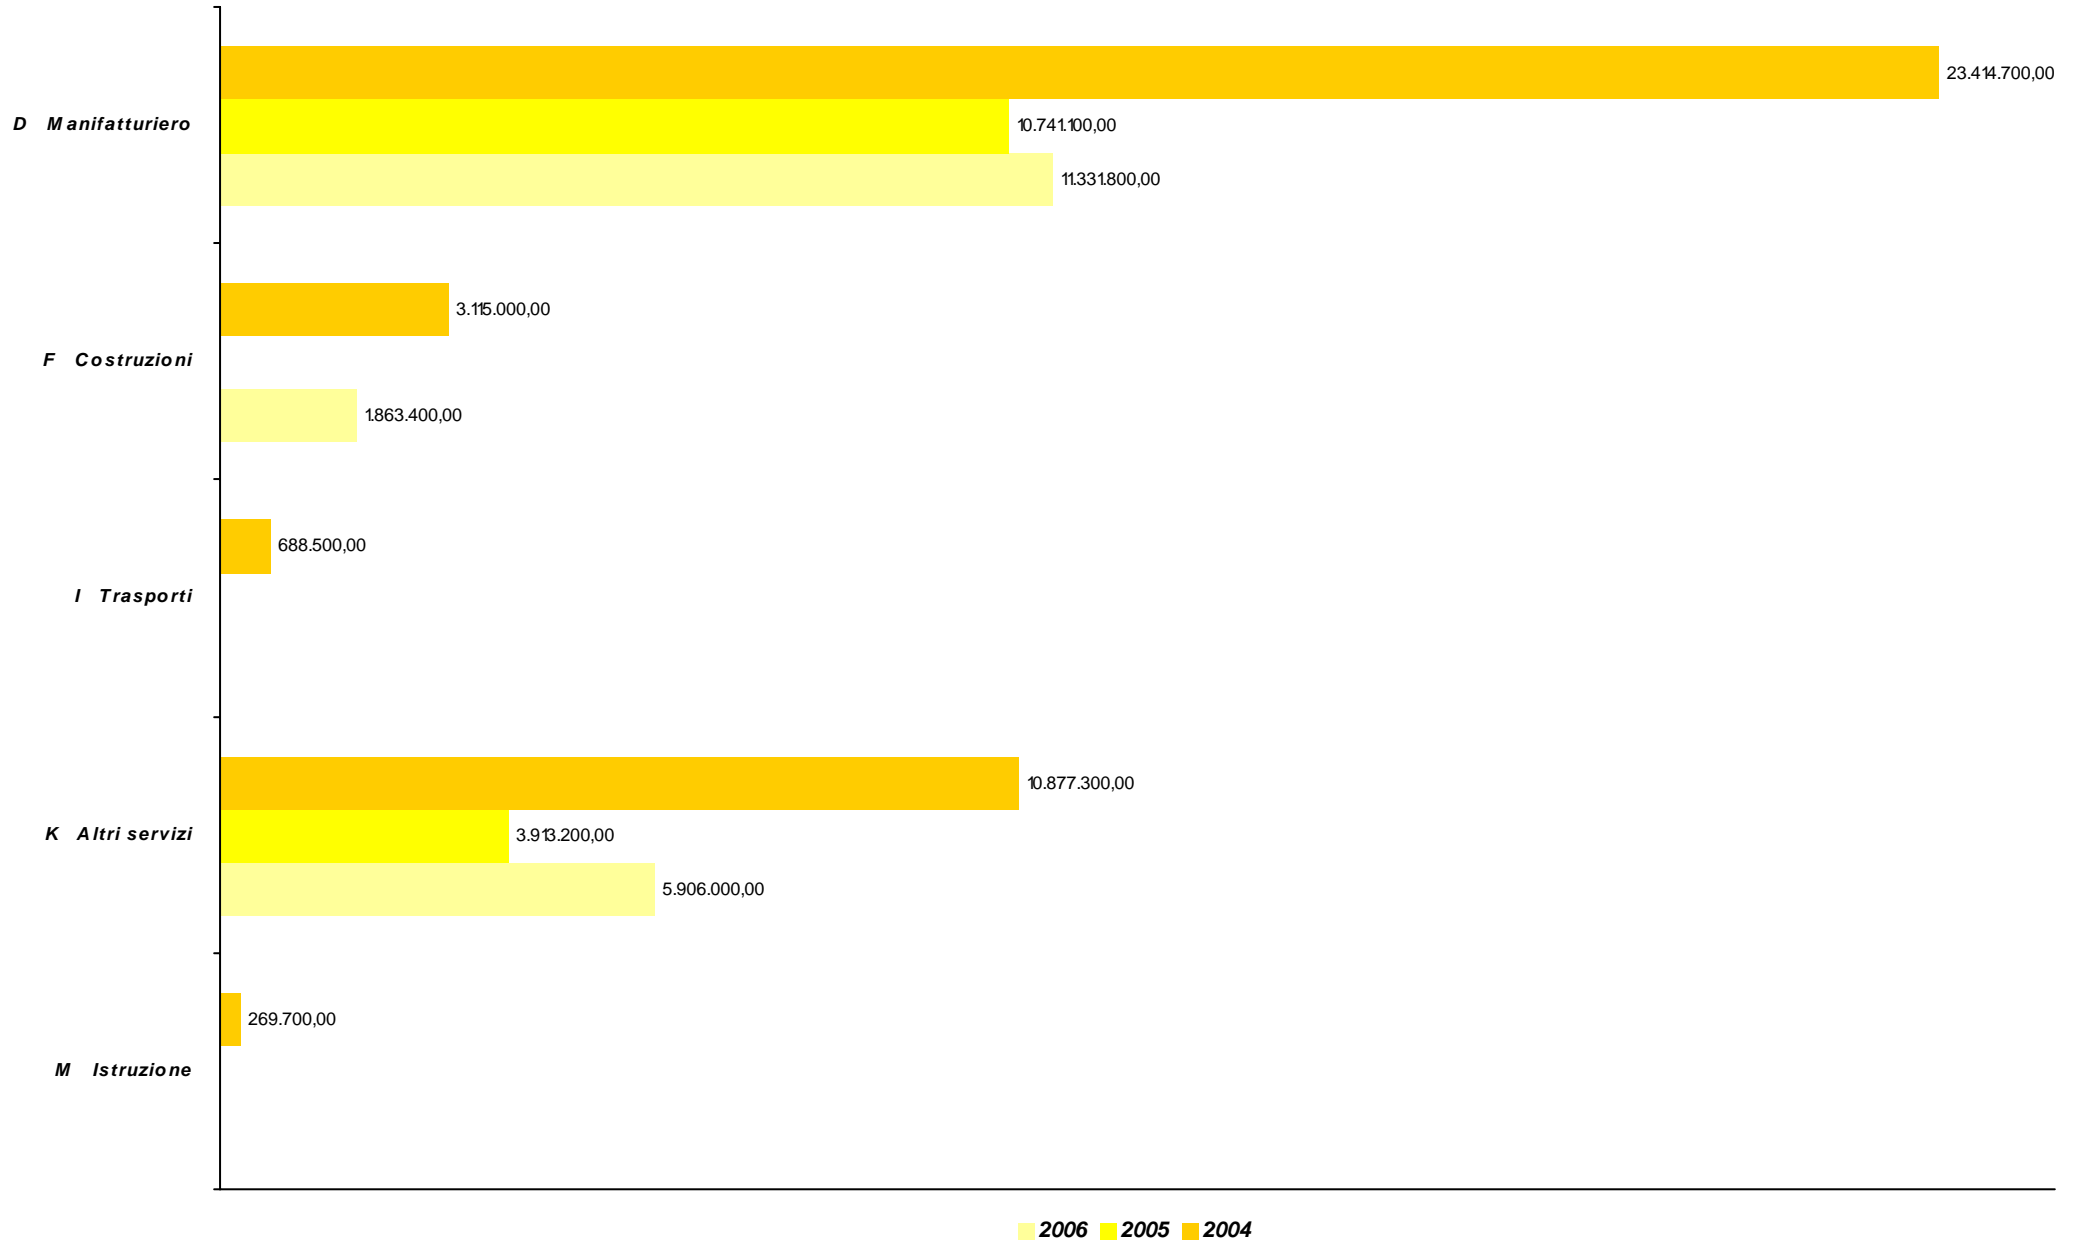 23.414.700,00
D Manifatturiero
10.741.100,00
11.331.800,00
3.115.000,00
F Costruzioni
1.863.400,00
688.500,00
I Trasporti
10.877.300,00
K Altri servizi
3.913.200,00
5.906.000,00
269.700,00
M Istruzione
2006 2005 2004